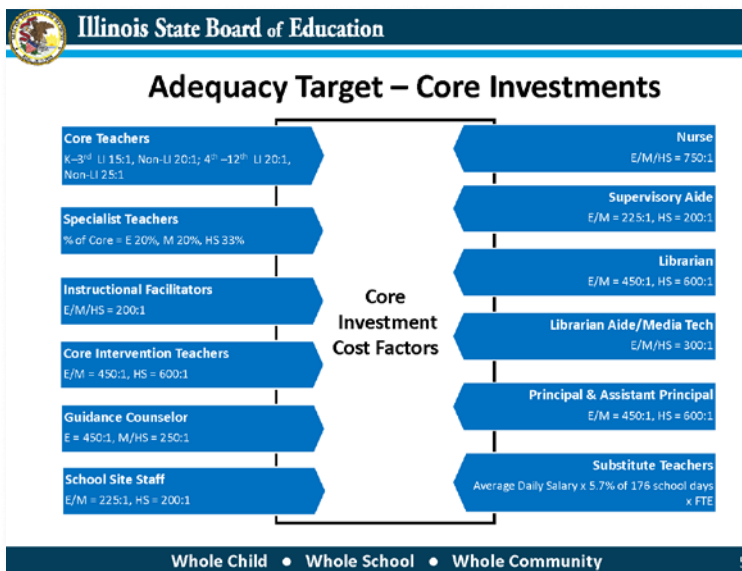 Illinois State Board of Education
Adequacy Target – Core Investments
Core Teachers
K–3rd LI 15:1, Non-LI 20:1; 4th –12th LI 20:1,
Non-LI 25:1
Specialist Teachers
% of Core = E 20%, M 20%, HS 33%
Instructional Facilitators
E/M/HS = 200:1
Core Intervention Teachers
E/M = 450:1, HS = 600:1
Guidance Counselor
E = 450:1, M/HS = 250:1
School Site Staff
E/M = 225:1, HS = 200:1
Core
Investment
Cost Factors
Nurse
E/M/HS = 750:1
Supervisory Aide
E/M = 225:1, HS = 200:1
Librarian
E/M = 450:1, HS = 600:1
Librarian Aide/Media Tech
E/M/HS = 300:1
Principal & Assistant Principal
E/M = 450:1, HS = 600:1
Substitute Teachers
Average Daily Salary x 5.7% of 176 school days
x FTE
Whole Child • Whole School • Whole Community